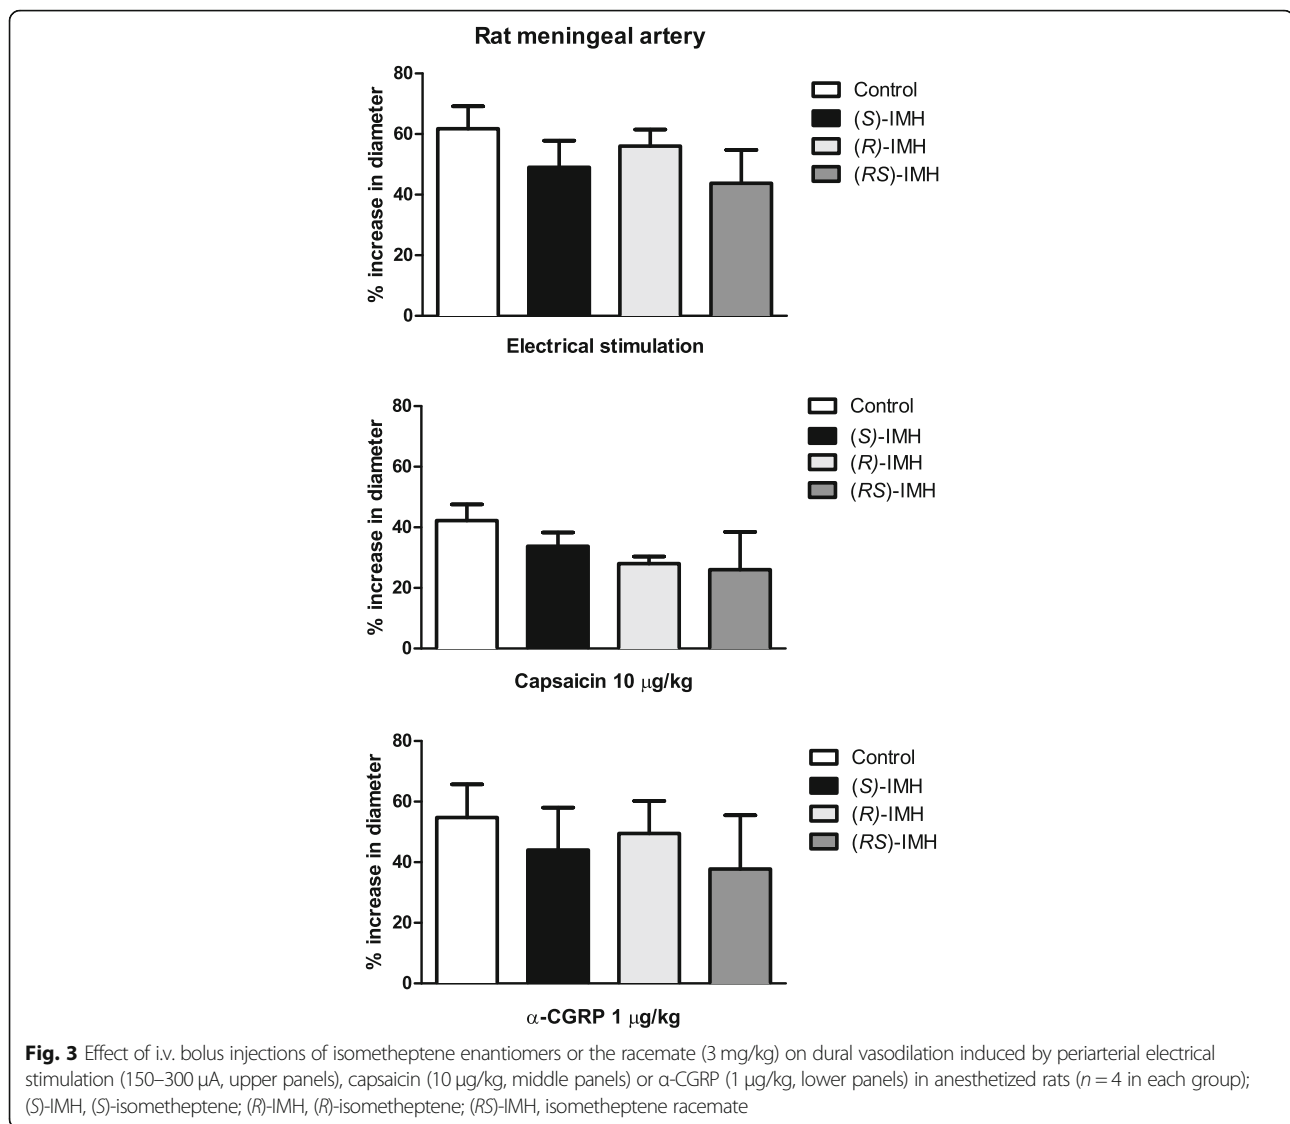 Rat meningeal artery
% increase in diameter
80
60
40
20
0
Control
(S)-IMH
(R)-IMH
(RS)-IMH
Electrical stimulation
% increase in diameter
80
60
40
20
0
Control
(S)-IMH
(R)-IMH
(RS)-IMH
Capsaicin 10 μg/kg
% increase in diameter
80
60
40
20
0
Control
(S)-IMH
(R)-IMH
(RS)-IMH
α-CGRP 1 μg/kg
Fig. 3 Effect of i.v. bolus injections of isometheptene enantiomers or the racemate (3 mg/kg) on dural vasodilation induced by periarterial electrical
stimulation (150–300 μA, upper panels), capsaicin (10 μg/kg, middle panels) or α-CGRP (1 μg/kg, lower panels) in anesthetized rats (n = 4 in each group);
(S)-IMH, (S)-isometheptene; (R)-IMH, (R)-isometheptene; (RS)-IMH, isometheptene racemate